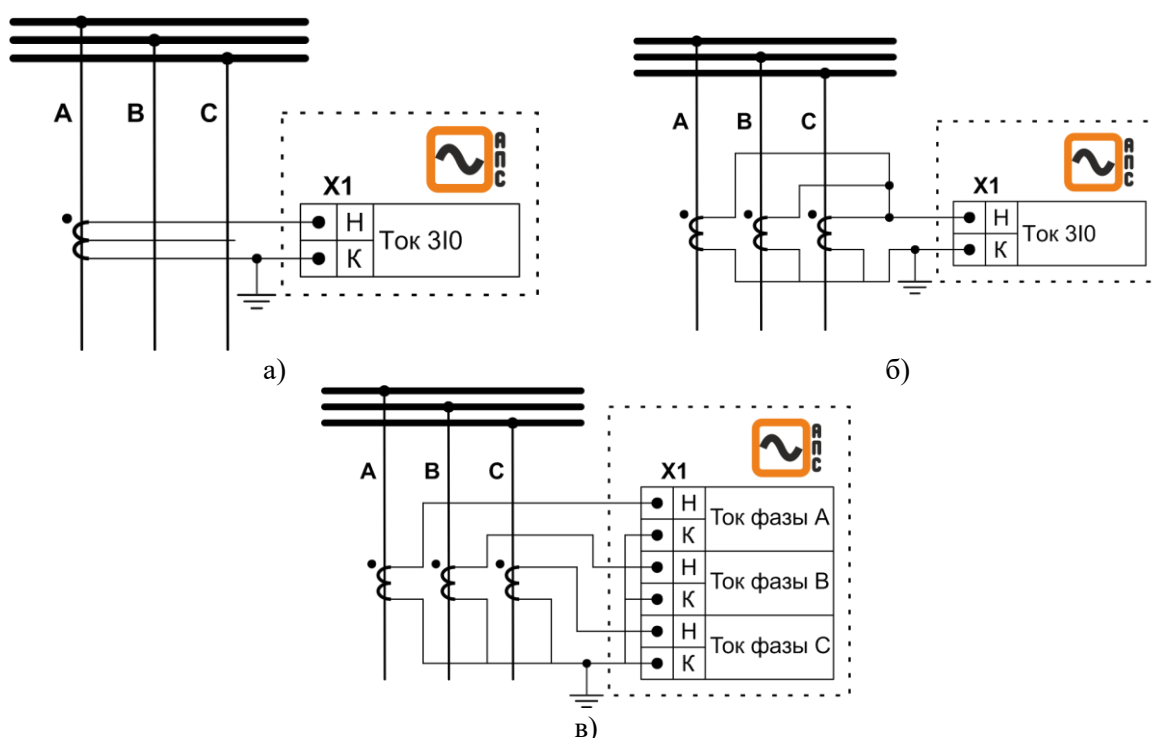 A B C
АПС
X1
Н
Ток 3I0
К
а)
A B C
АПС
X1
Н
Ток 3I0
К
б)
A B C
АПС
X1
Н
Ток фазы А
К
Н
Ток фазы В
К
Н
Ток фазы С
К
в)